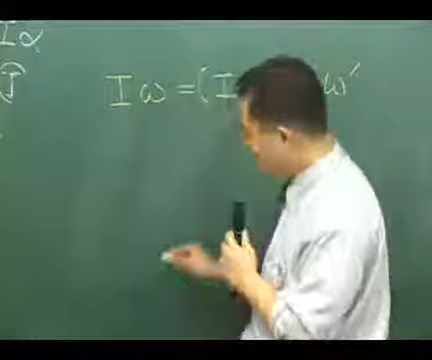 Iα
Iω = (I ω′